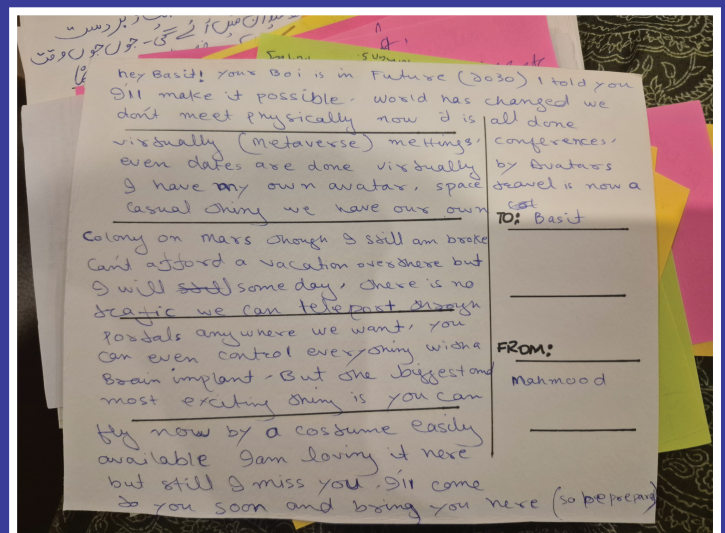 hey Basit! your Boi is in Future (2030) I told you
I'll make it possible. world has changed we
don't meet physically now it is all done
virtually (metaverse) mettings, conferences,
even dates are done virtually by Avatars
I have my own avatar, space travel is now a
casual thing we have our own
Colony on mars though I still am broke
can't afford a vacation overthere but
I will some day, there is no
trafic we can teleport through
portals anywhere we want, you
can even control everything with a
Brain implant. But the biggest and
most exciting thing is you can
fly now by a costume easily
available I am loving it here
but still I miss you. I'll come
to you soon and bring you here (so be prepared)
TO: Basit
FROM:
Mahmood